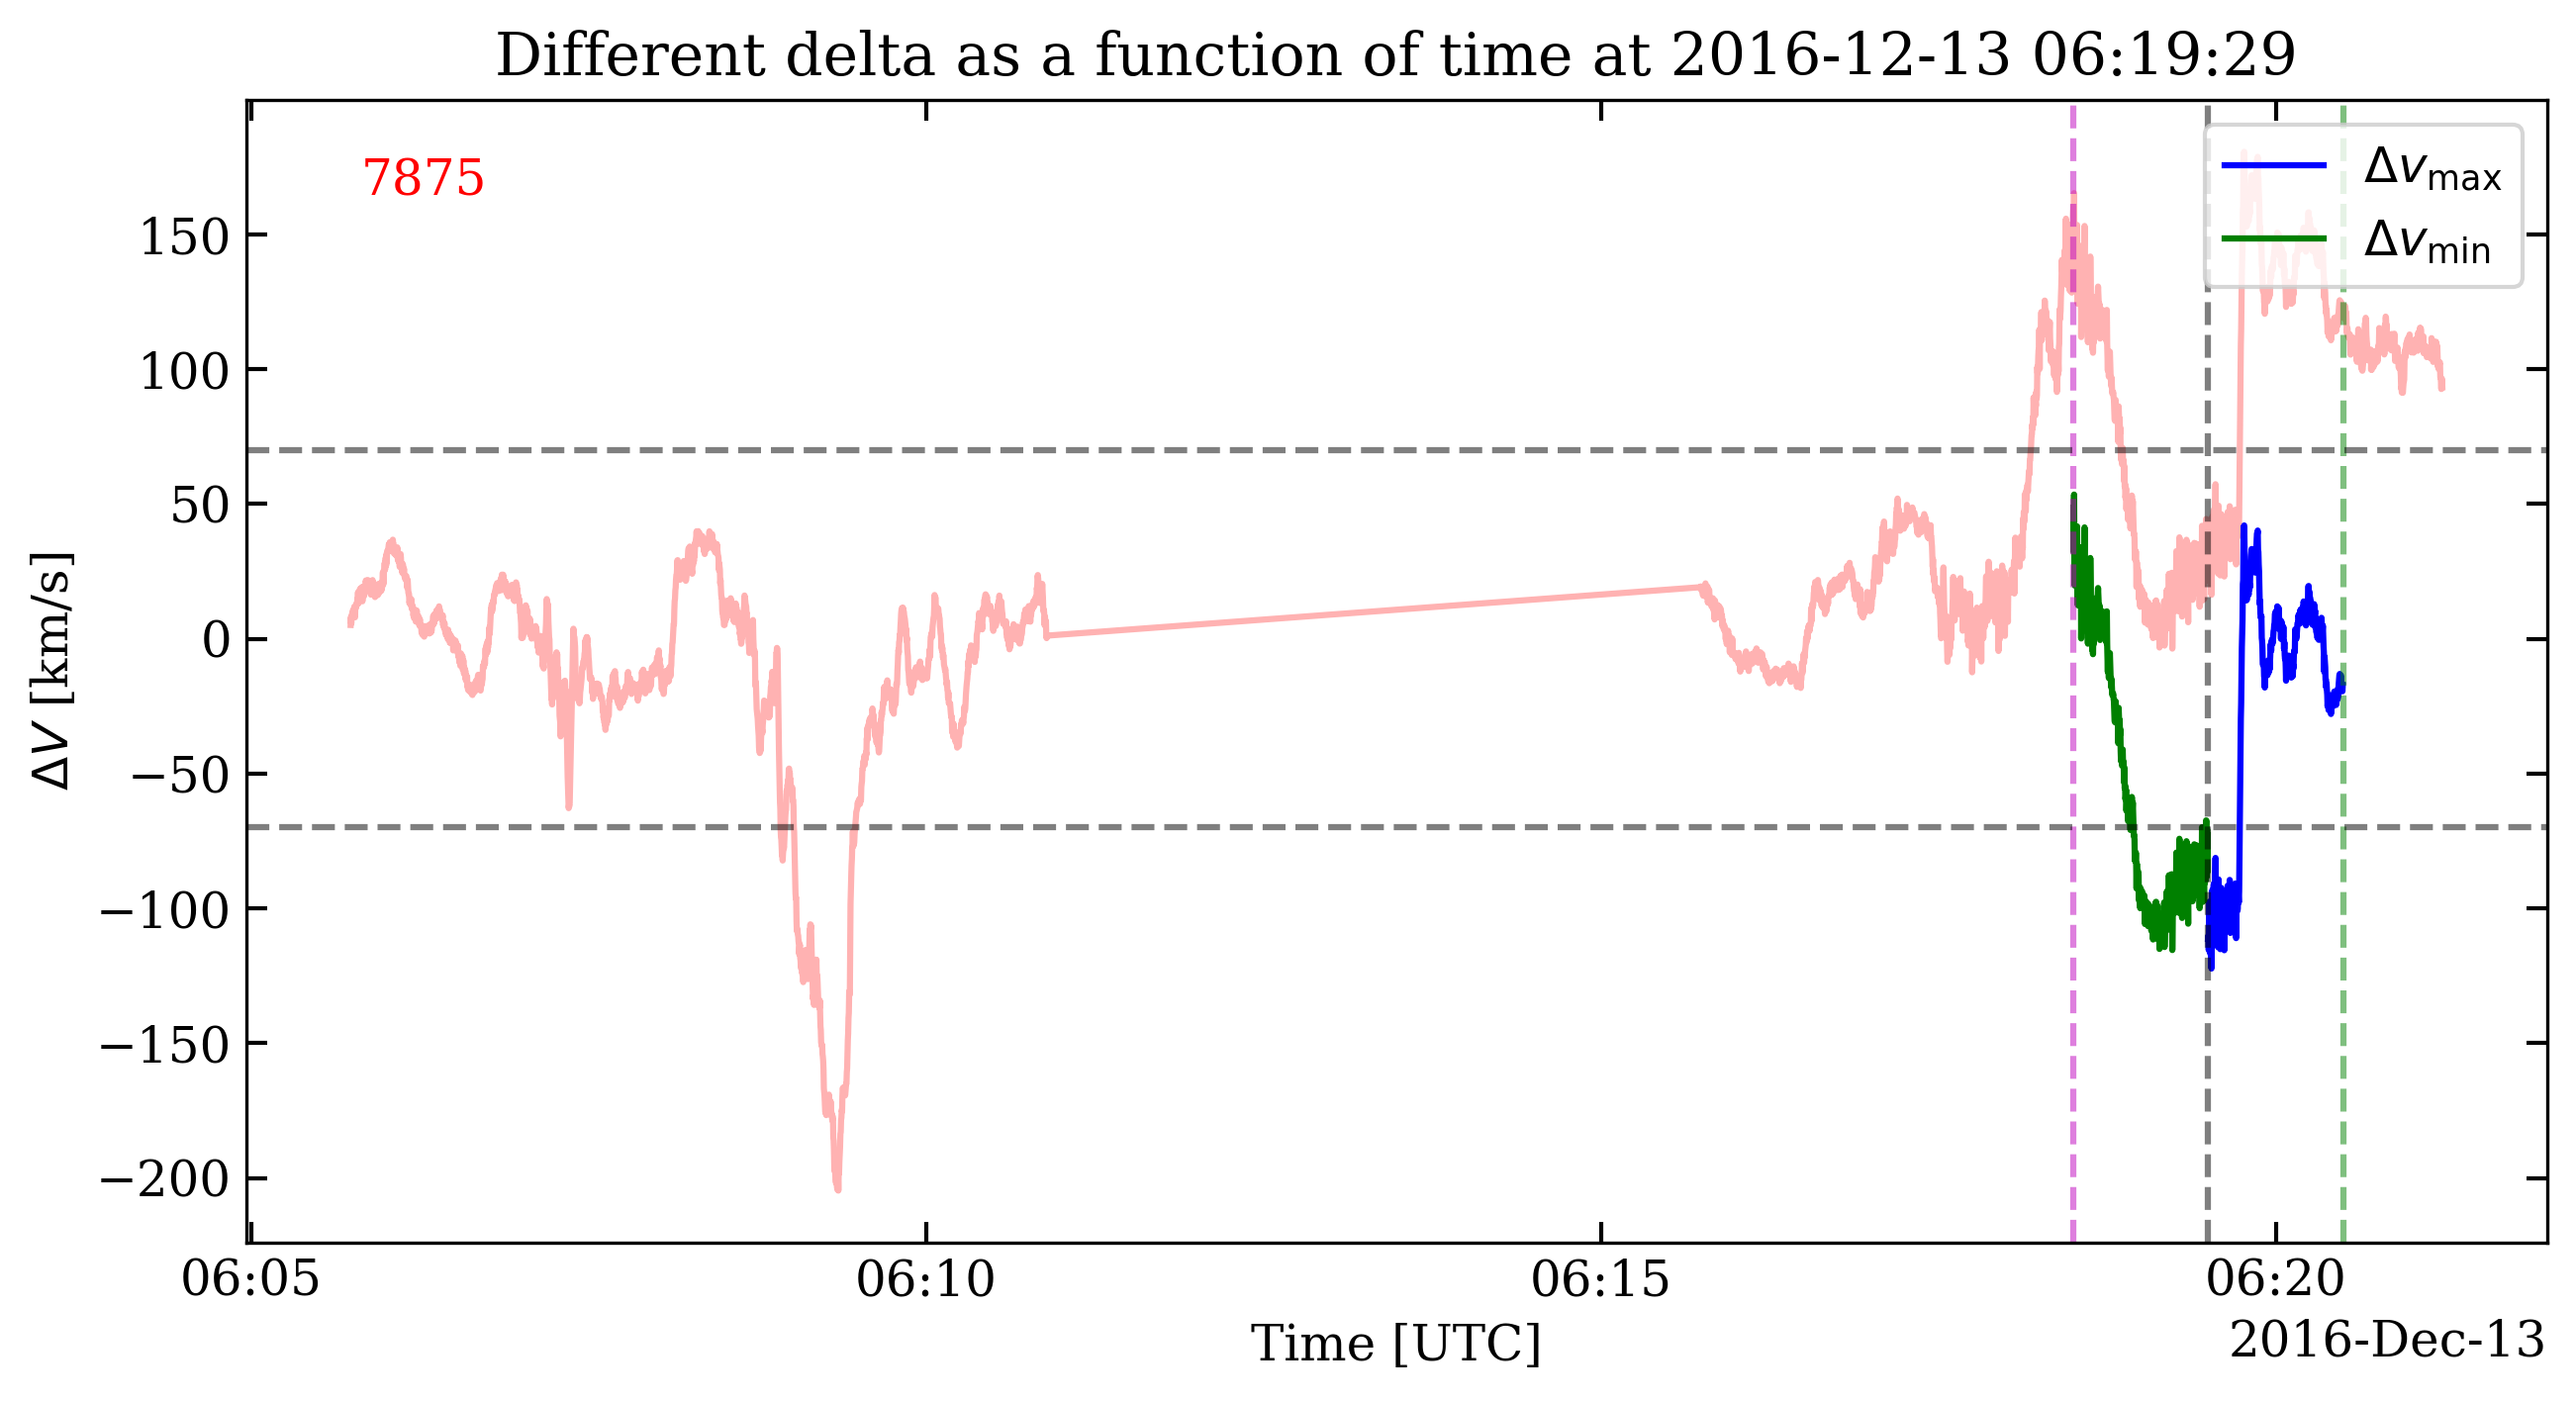 Different delta as a function of time at 2016-12-13 06:19:29
7875
Δv_max
Δv_min
150
100
50
0
−50
−100
−150
−200
ΔV [km/s]
06:05 06:10 06:15 06:20
Time [UTC]
2016-Dec-13